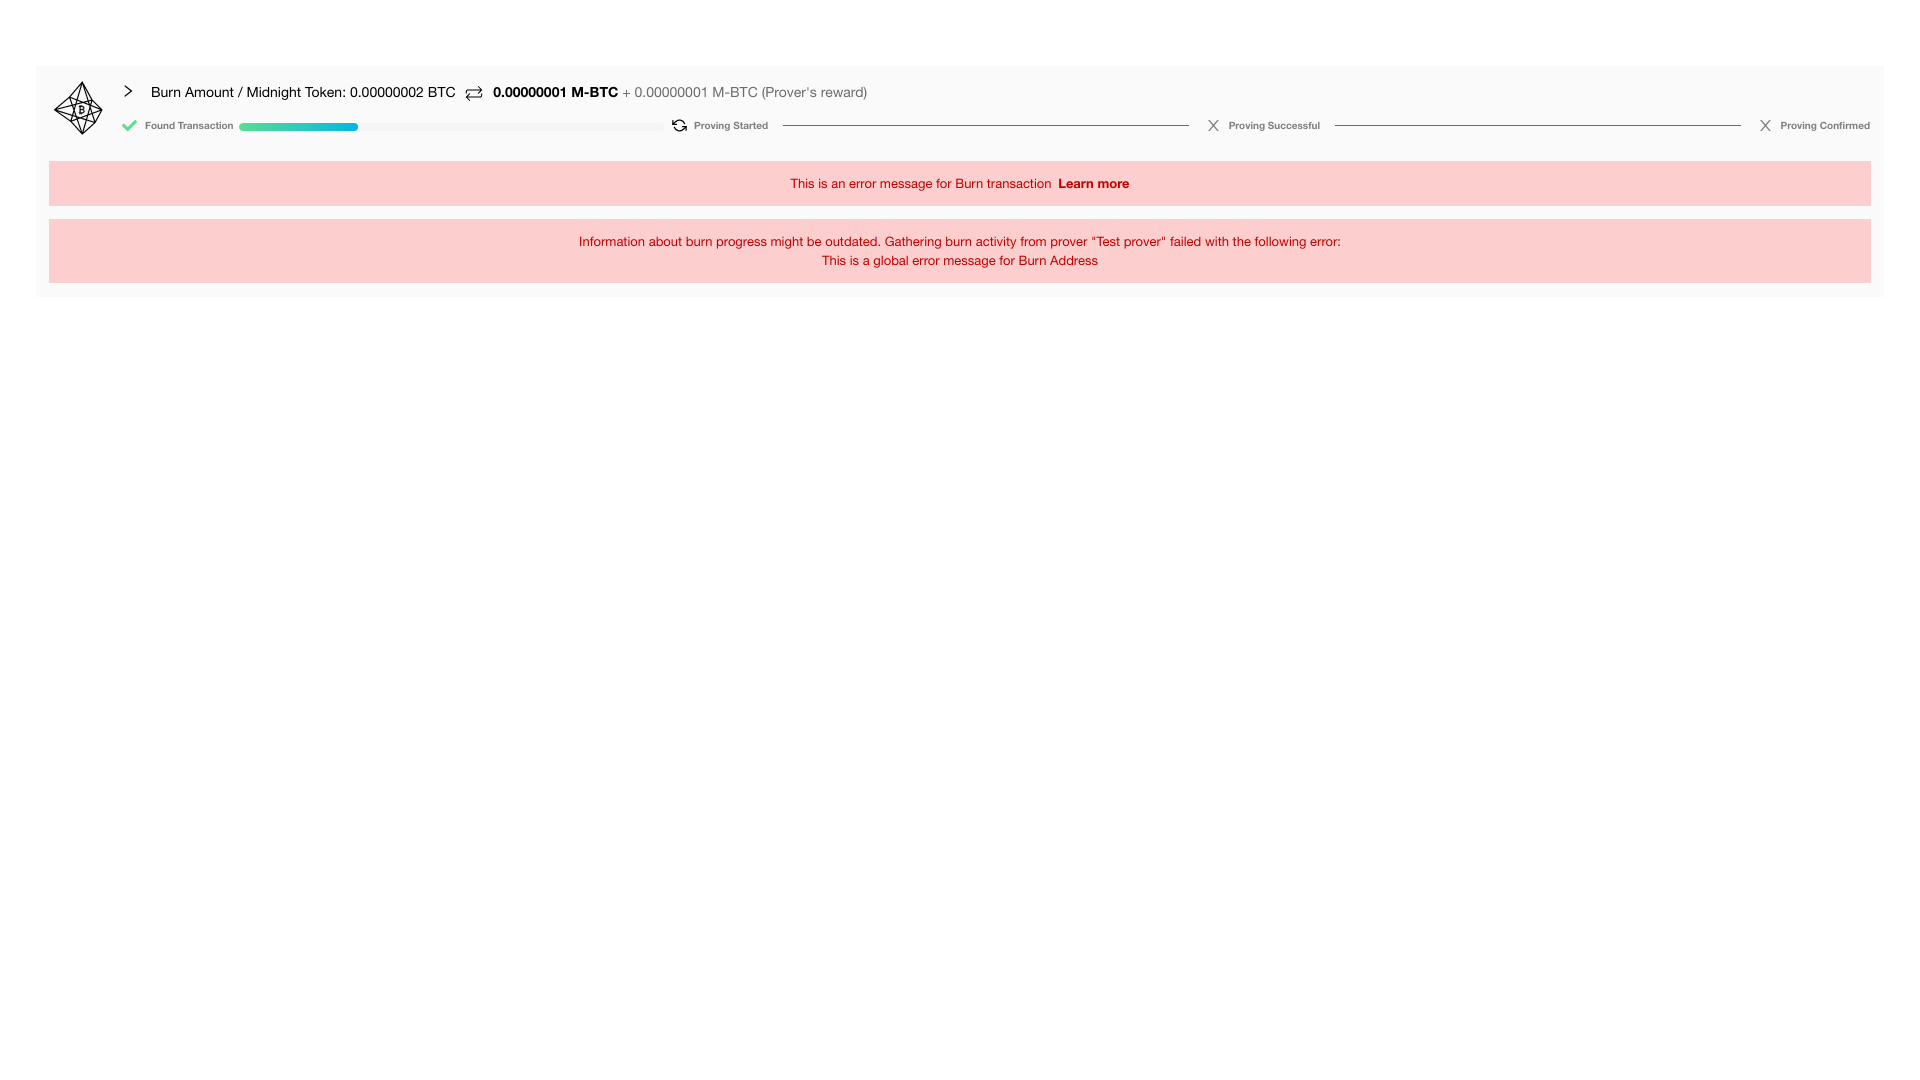 Burn Amount / Midnight Token: 0.00000002 BTC 0.00000001 M-BTC + 0.00000001 M-BTC (Prover's reward)
Found Transaction Proving Started Proving Successful Proving Confirmed
This is an error message for Burn transaction Learn more
Information about burn progress might be outdated. Gathering burn activity from prover "Test prover" failed with the following error:
This is a global error message for Burn Address